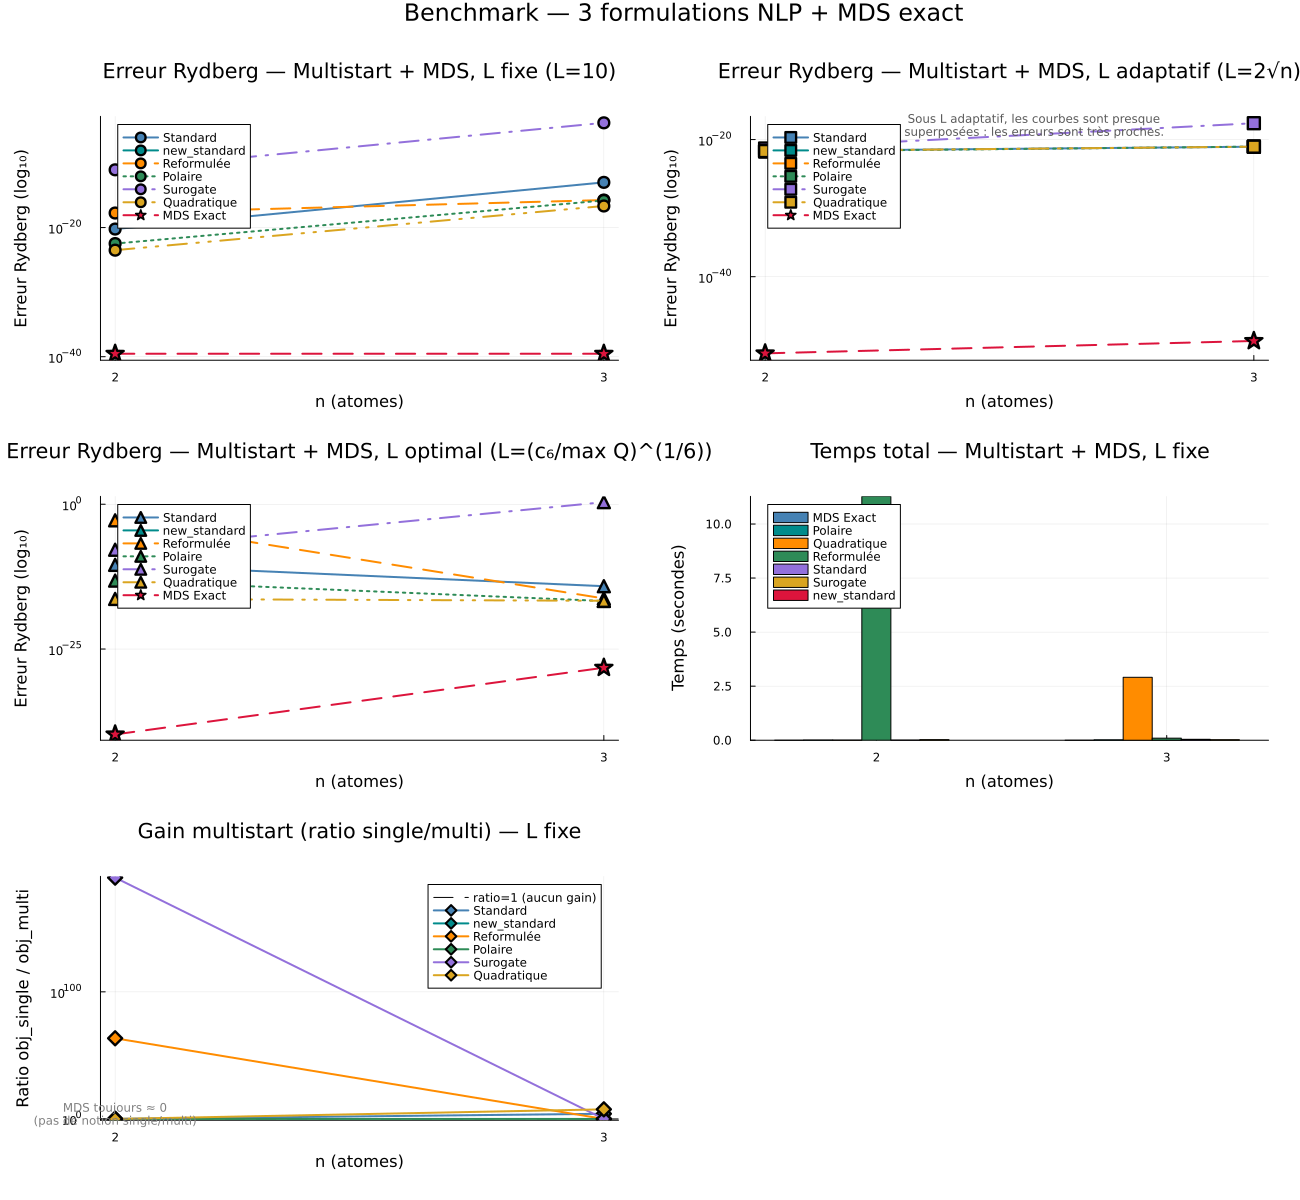 Benchmark — 3 formulations NLP + MDS exact
Erreur Rydberg — Multistart + MDS, L fixe (L=10)
Erreur Rydberg (log₁₀)
10⁻²⁰
10⁻⁴⁰
Standard
new_standard
Reformulée
Polaire
Surogate
Quadratique
MDS Exact
2
3
n (atomes)
Erreur Rydberg — Multistart + MDS, L adaptatif (L=2√n)
Erreur Rydberg (log₁₀)
10⁻²⁰
10⁻⁴⁰
Standard
new_standard
Reformulée
Polaire
Surogate
Quadratique
MDS Exact
Sous L adaptatif, les courbes sont presque
superposées : les erreurs sont très proches.
2
3
n (atomes)
Erreur Rydberg — Multistart + MDS, L optimal (L=(c₆/max Q)^(1/6))
Erreur Rydberg (log₁₀)
10⁰
10⁻²⁵
Standard
new_standard
Reformulée
Polaire
Surogate
Quadratique
MDS Exact
2
3
n (atomes)
Temps total — Multistart + MDS, L fixe
Temps (secondes)
10.0
7.5
5.0
2.5
0.0
MDS Exact
Polaire
Quadratique
Reformulée
Standard
Surogate
new_standard
2
3
n (atomes)
Gain multistart (ratio single/multi) — L fixe
Ratio obj_single / obj_multi
10¹⁰⁰
10⁰
ratio=1 (aucun gain)
Standard
new_standard
Reformulée
Polaire
Surogate
Quadratique
MDS toujours ≈ 0
(pas de notion single/multi)
2
3
n (atomes)